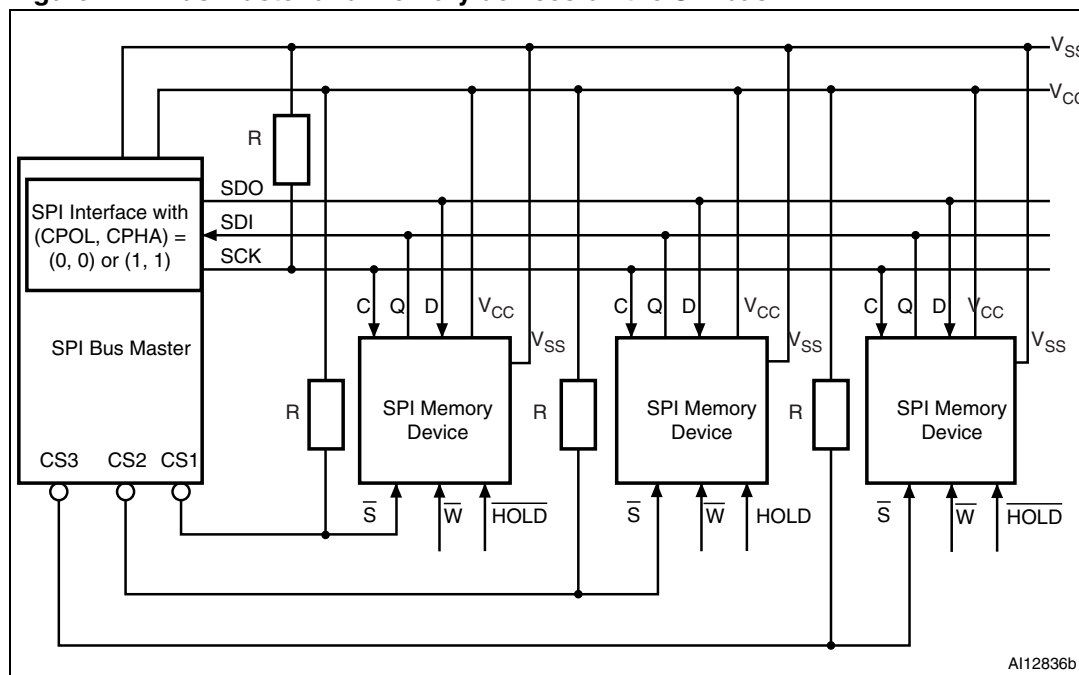 V_SS
V_CC
R
SDO
SDI
SCK
SPI Interface with
(CPOL, CPHA) =
(0, 0) or (1, 1)
SPI Bus Master
C Q D V_CC V_SS
C Q D V_CC V_SS
C Q D V_CC V_SS
R
SPI Memory
Device
R
SPI Memory
Device
R
SPI Memory
Device
CS3 CS2 CS1
S̅ W̅ H̅O̅L̅D̅
S̅ W̅ HOLD
S̅ W̅ H̅O̅L̅D̅
AI12836b